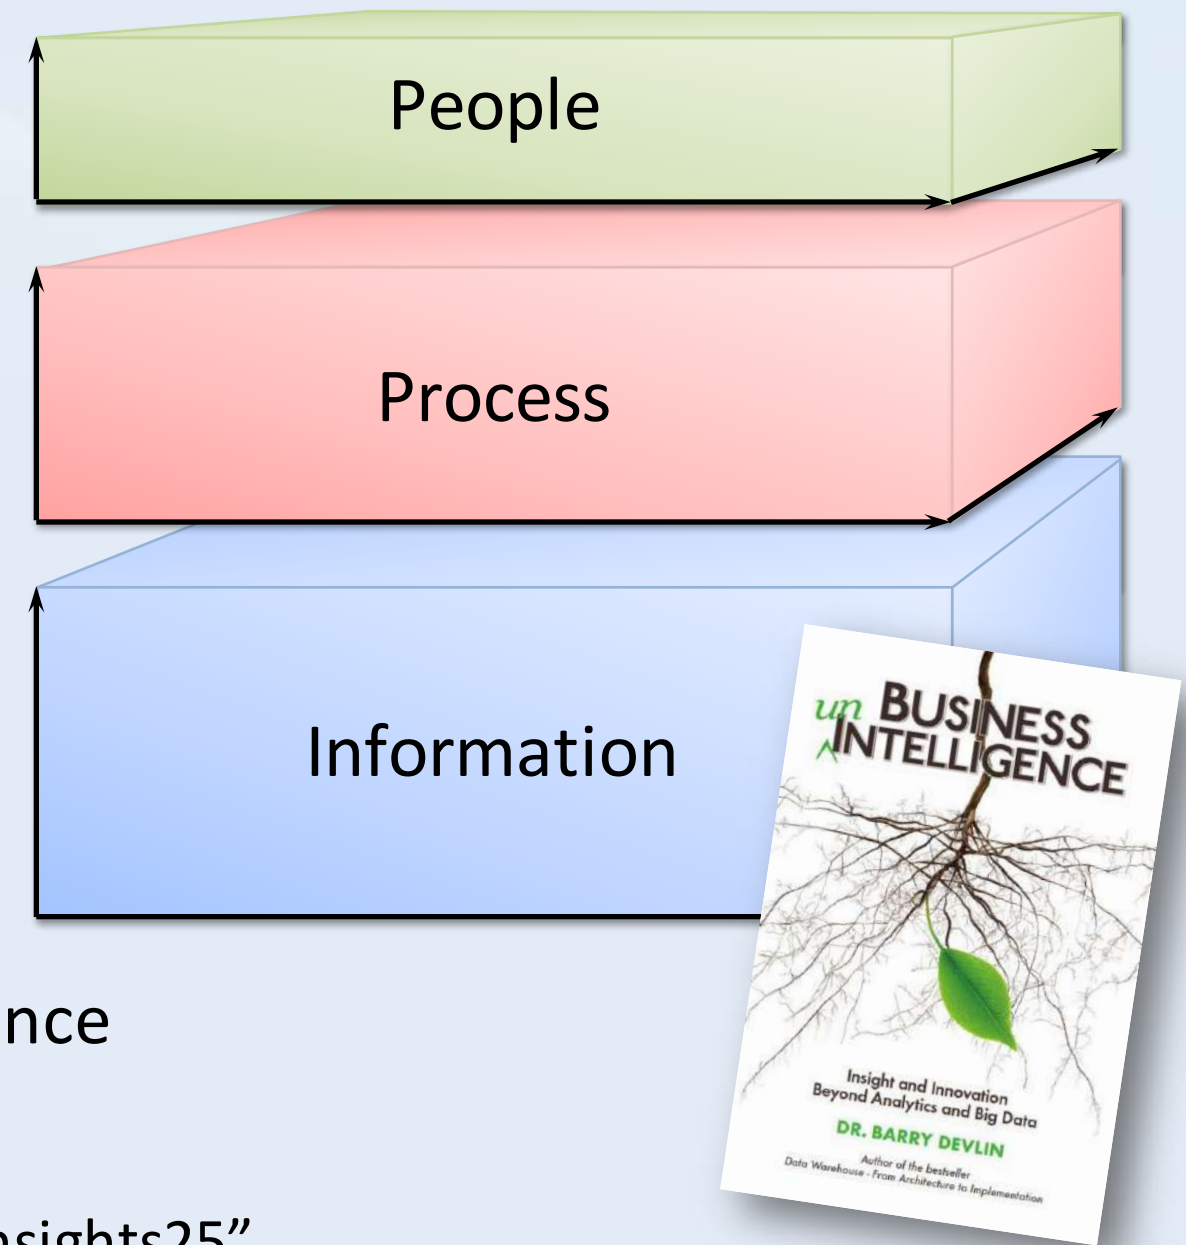 People
Process
Information
un BUSINESS
INTELLIGENCE
nce
Insight and Innovation
Beyond Analytics and Big Data
DR. BARRY DEVLIN
Author of the bestseller
Data Warehouse - From Architecture to Implementation
nsights25”